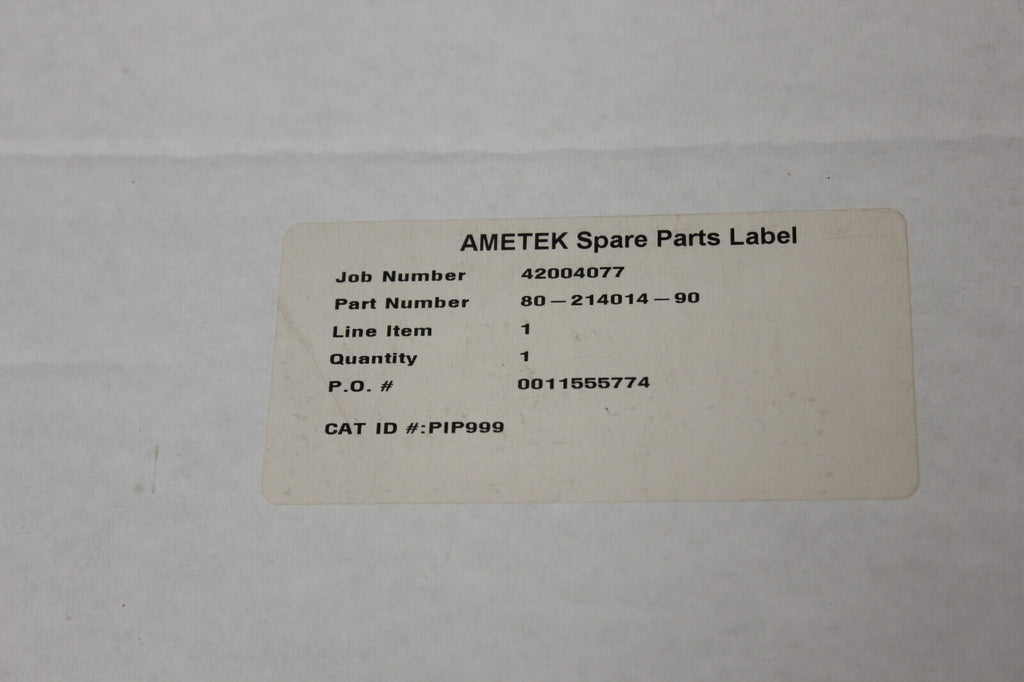 AMETEK Spare Parts Label
Job Number 42004077
Part Number 80-214014-90
Line Item 1
Quantity 1
P.O. # 0011555774
CAT ID #:PIP999